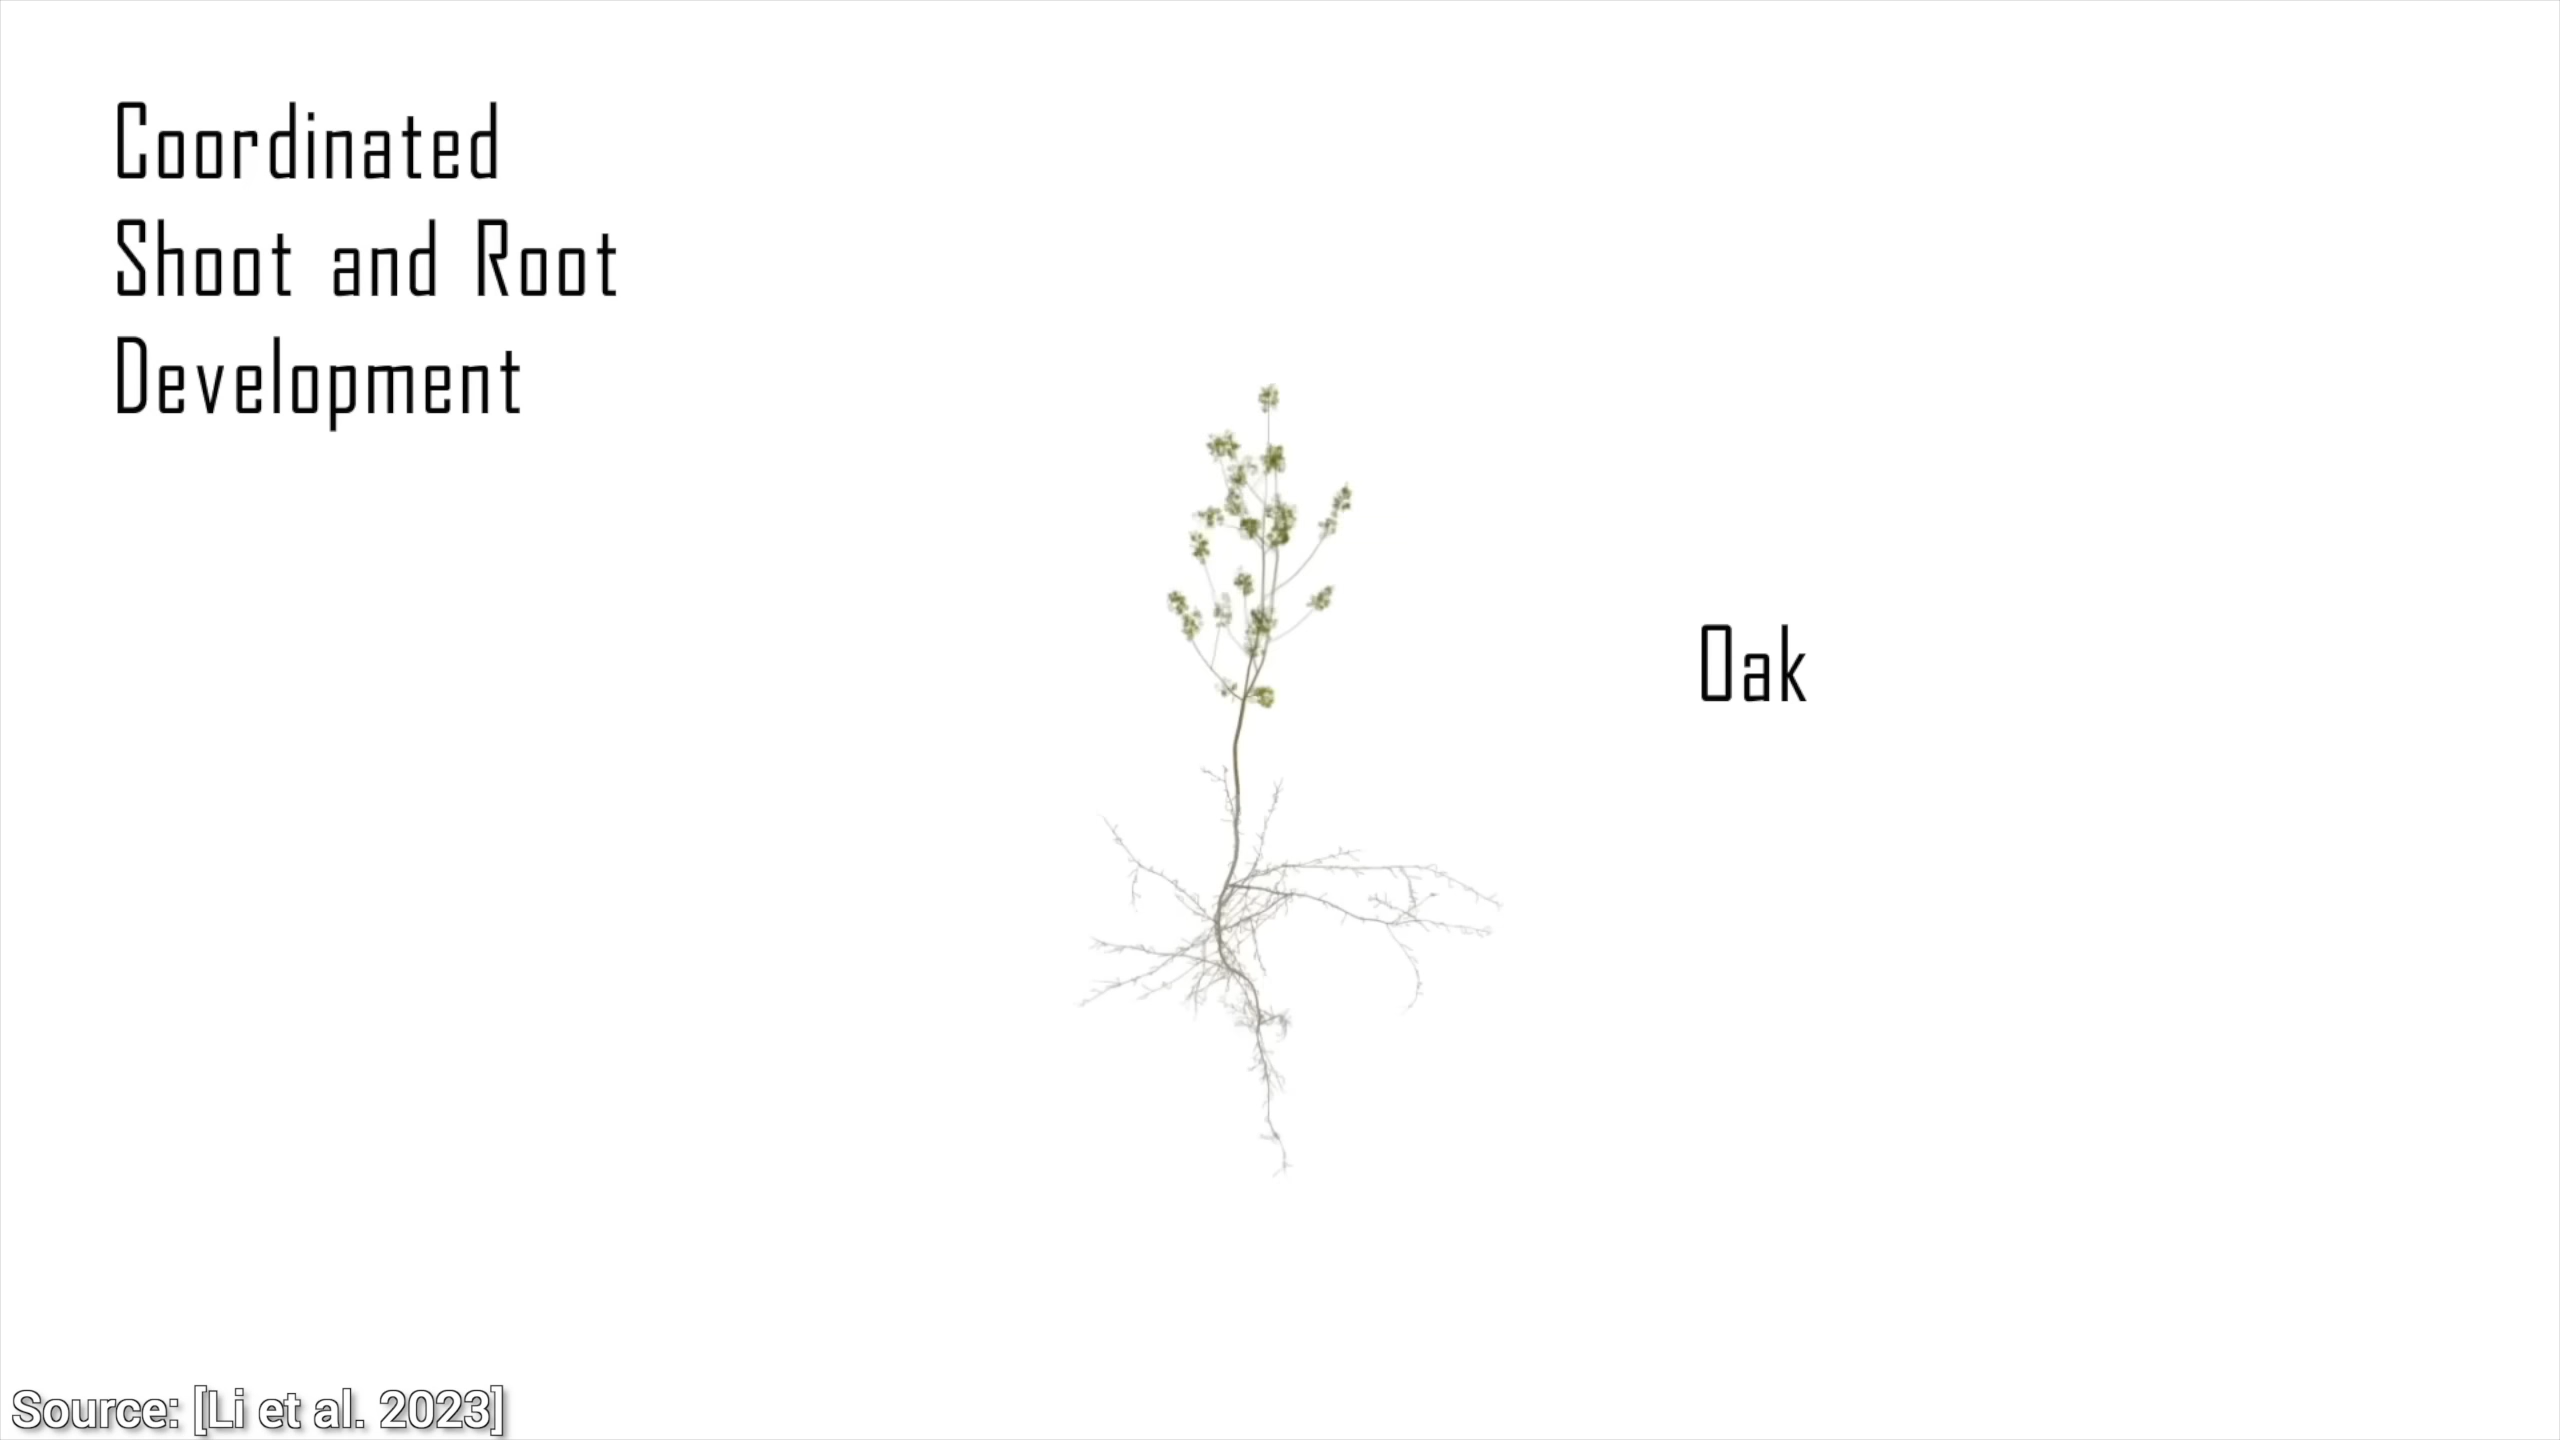 Coordinated
Shoot and Root
Development
Oak
Source: [Li et al. 2023]